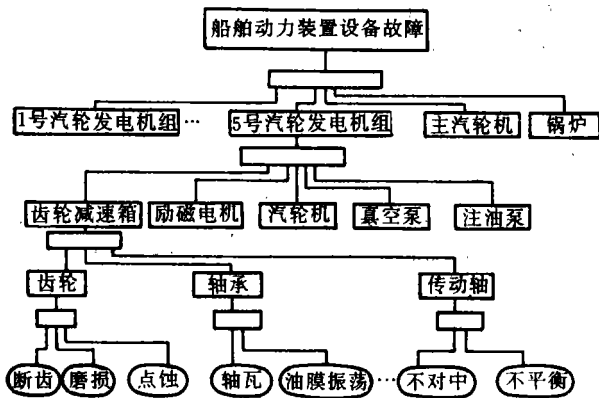 船舶动力装置设备故障
1号汽轮发电机组 … 5号汽轮发电机组 主汽轮机 锅炉
齿轮减速箱 励磁电机 汽轮机 真空泵 注油泵
齿轮 轴承 传动轴
断齿 磨损 点蚀 轴瓦 油膜振荡 … 不对中 不平衡